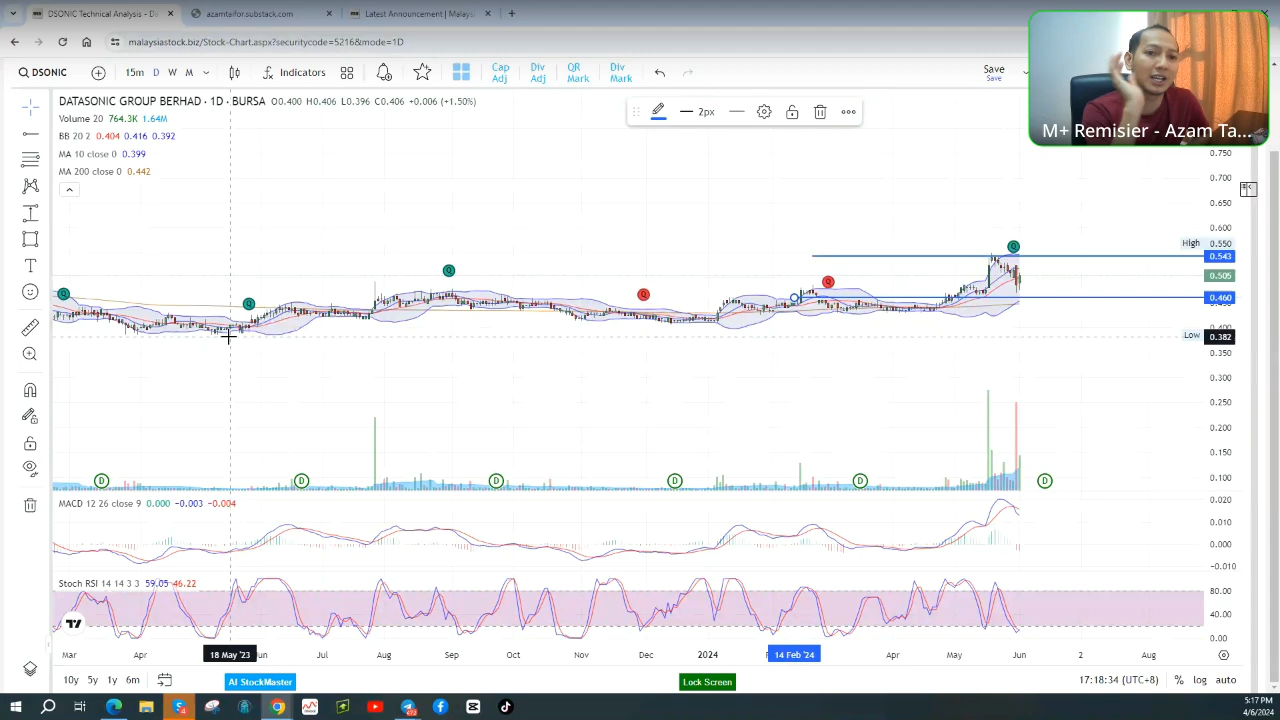 DSONIC Technical Analysis - D
azamtaifor.substack.com
Latest Announcement | Malays
malaysiastock.biz/Stock-Chart.aspx?securitycode=5216&mode=1D
DSONIC
15m D W M
Indicators
Cap Adj
Div Adj
QR Mark
Div Mark
Save
Save
DATASONIC GROUP BERHAD · 1D · BURSA O0.400 H0.406 L0.396 C0.406 +0.006 (+1.50%)
Volume 20 764.3K 1.64M
BB 20 2 0.404 0.416 0.392
MA 10 close 0 0.399
MA 200 close 0 0.442
2px
M+ Remisier - Azam Ta...
0.750
0.700
0.650
0.600
High 0.550
0.543
0.505
0.460
Low 0.382
0.350
0.300
0.250
0.200
0.150
0.100
Q Q Q Q Q Q
D D D D D D
MACD 12 26 close 9 0.000 −0.003 −0.004
0.020
0.010
0.000
−0.010
Stoch RSI 14 14 3 3 59.05 46.22
80.00
40.00
0.00
Mar 18 May '23 Jun Jul Aug Sep Oct Nov Dec 2024 14 Feb '24 Apr May Jun 2 Aug
10y 5y 1y 6m
AI StockMaster
Lock Screen
17:18:34 (UTC+8) % log auto
5:17 PM
4/6/2024